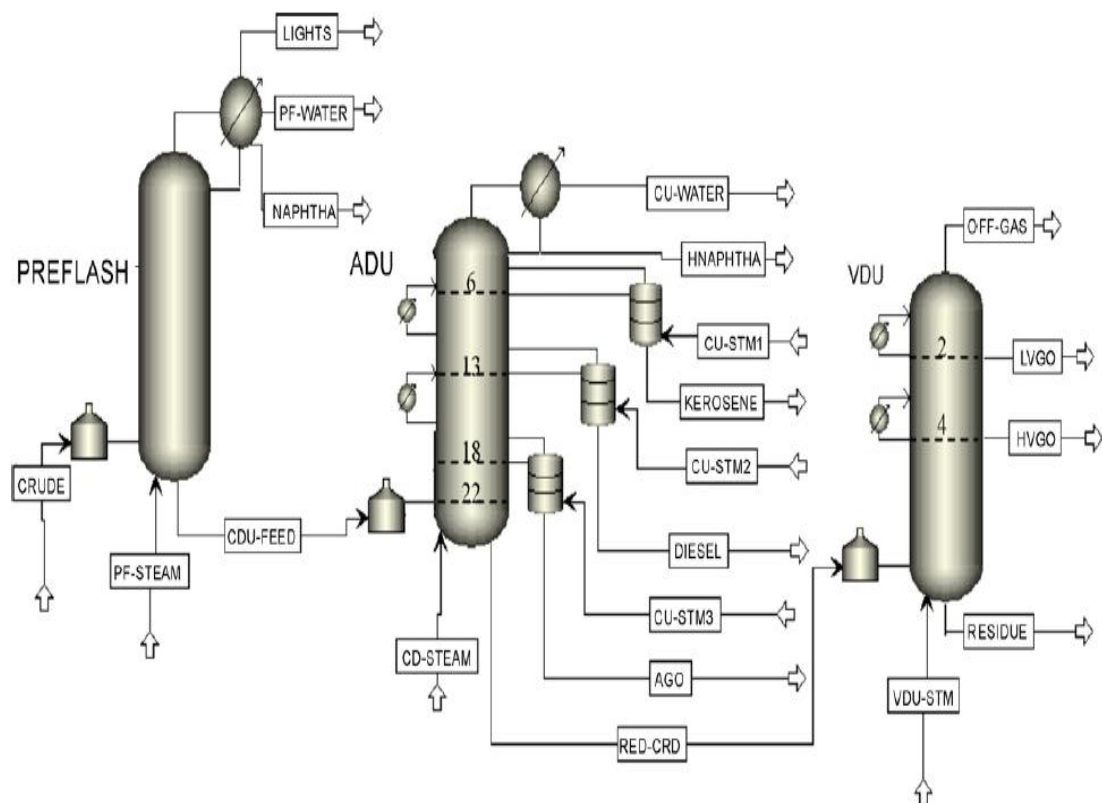 LIGHTS
PF-WATER
NAPHTHA
PREFLASH
CRUDE
PF-STEAM
CDU-FEED
ADU
6
13
18
22
CU-WATER
HNAPHTHA
CU-STM1
KEROSENE
CU-STM2
DIESEL
CU-STM3
AGO
CD-STEAM
RED-CRD
VDU
OFF-GAS
2
LVGO
4
HVGO
RESIDUE
VDU-STM